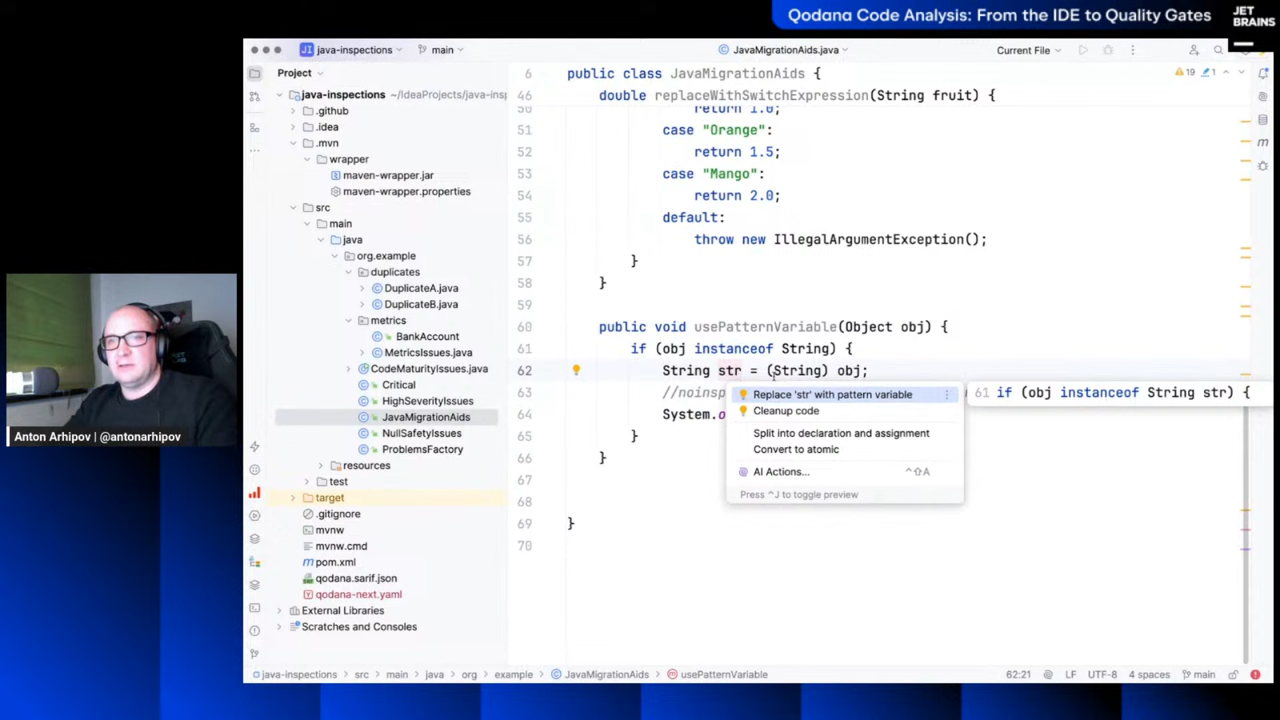 Qodana Code Analysis: From the IDE to Quality Gates
JET
BRAINS
JI java-inspections
main
JavaMigrationAids.java
Current File
Project
java-inspections ~/IdeaProjects/java-insp
.github
.idea
.mvn
wrapper
maven-wrapper.jar
maven-wrapper.properties
src
main
java
org.example
duplicates
DuplicateA.java
DuplicateB.java
metrics
BankAccount
MetricsIssues.java
CodeMaturityIssues.java
Critical
HighSeverityIssues
JavaMigrationAids
NullSafetyIssues
ProblemsFactory
resources
test
target
.gitignore
mvnw
mvnw.cmd
pom.xml
qodana.sarif.json
qodana-next.yaml
External Libraries
Scratches and Consoles
19 1
6 public class JavaMigrationAids {
46 double replaceWithSwitchExpression(String fruit) {
50 return 1.0;
51 case "Orange":
52 return 1.5;
53 case "Mango":
54 return 2.0;
55 default:
56 throw new IllegalArgumentException();
57 }
58 }
59
60 public void usePatternVariable(Object obj) {
61 if (obj instanceof String) {
62 String str = (String) obj;
63 //noinsp
64 System.o
65 }
66 }
67
68
69 }
70
Replace 'str' with pattern variable
Cleanup code
Split into declaration and assignment
Convert to atomic
AI Actions... ^⇧A
Press ^J to toggle preview
61 if (obj instanceof String str) {
Anton Arhipov | @antonarhipov
java-inspections > src > main > java > org > example > JavaMigrationAids > usePatternVariable
62:21 LF UTF-8 4 spaces main